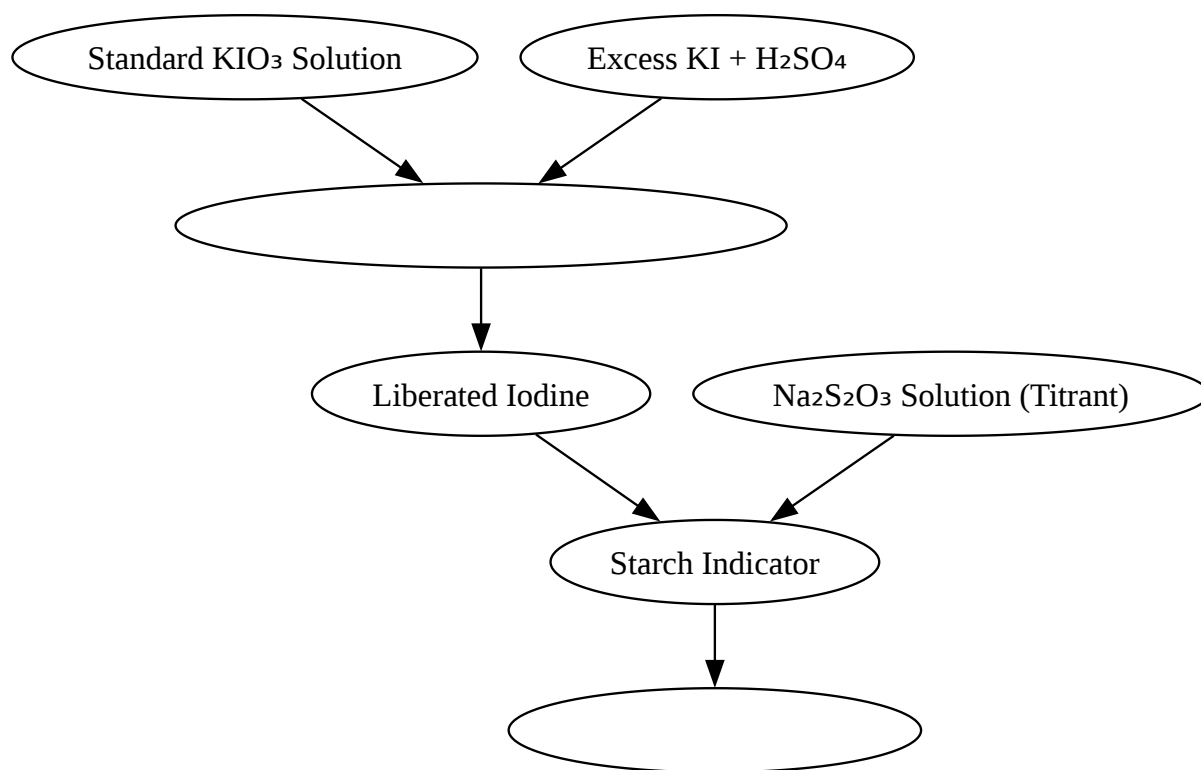 Standard KIO₃ Solution
Excess KI + H₂SO₄
Liberated Iodine
Na₂S₂O₃ Solution (Titrant)
Starch Indicator